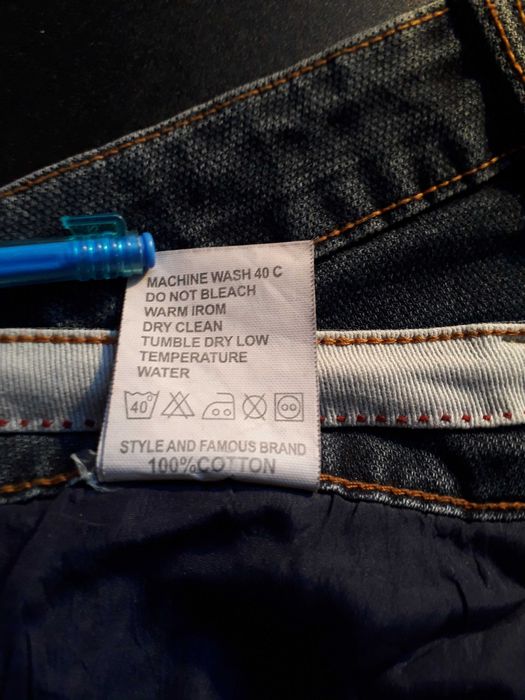 MACHINE WASH 40 C
DO NOT BLEACH
WARM IROM
DRY CLEAN
TUMBLE DRY LOW
TEMPERATURE
WATER
40°
STYLE AND FAMOUS BRAND
100%COTTON